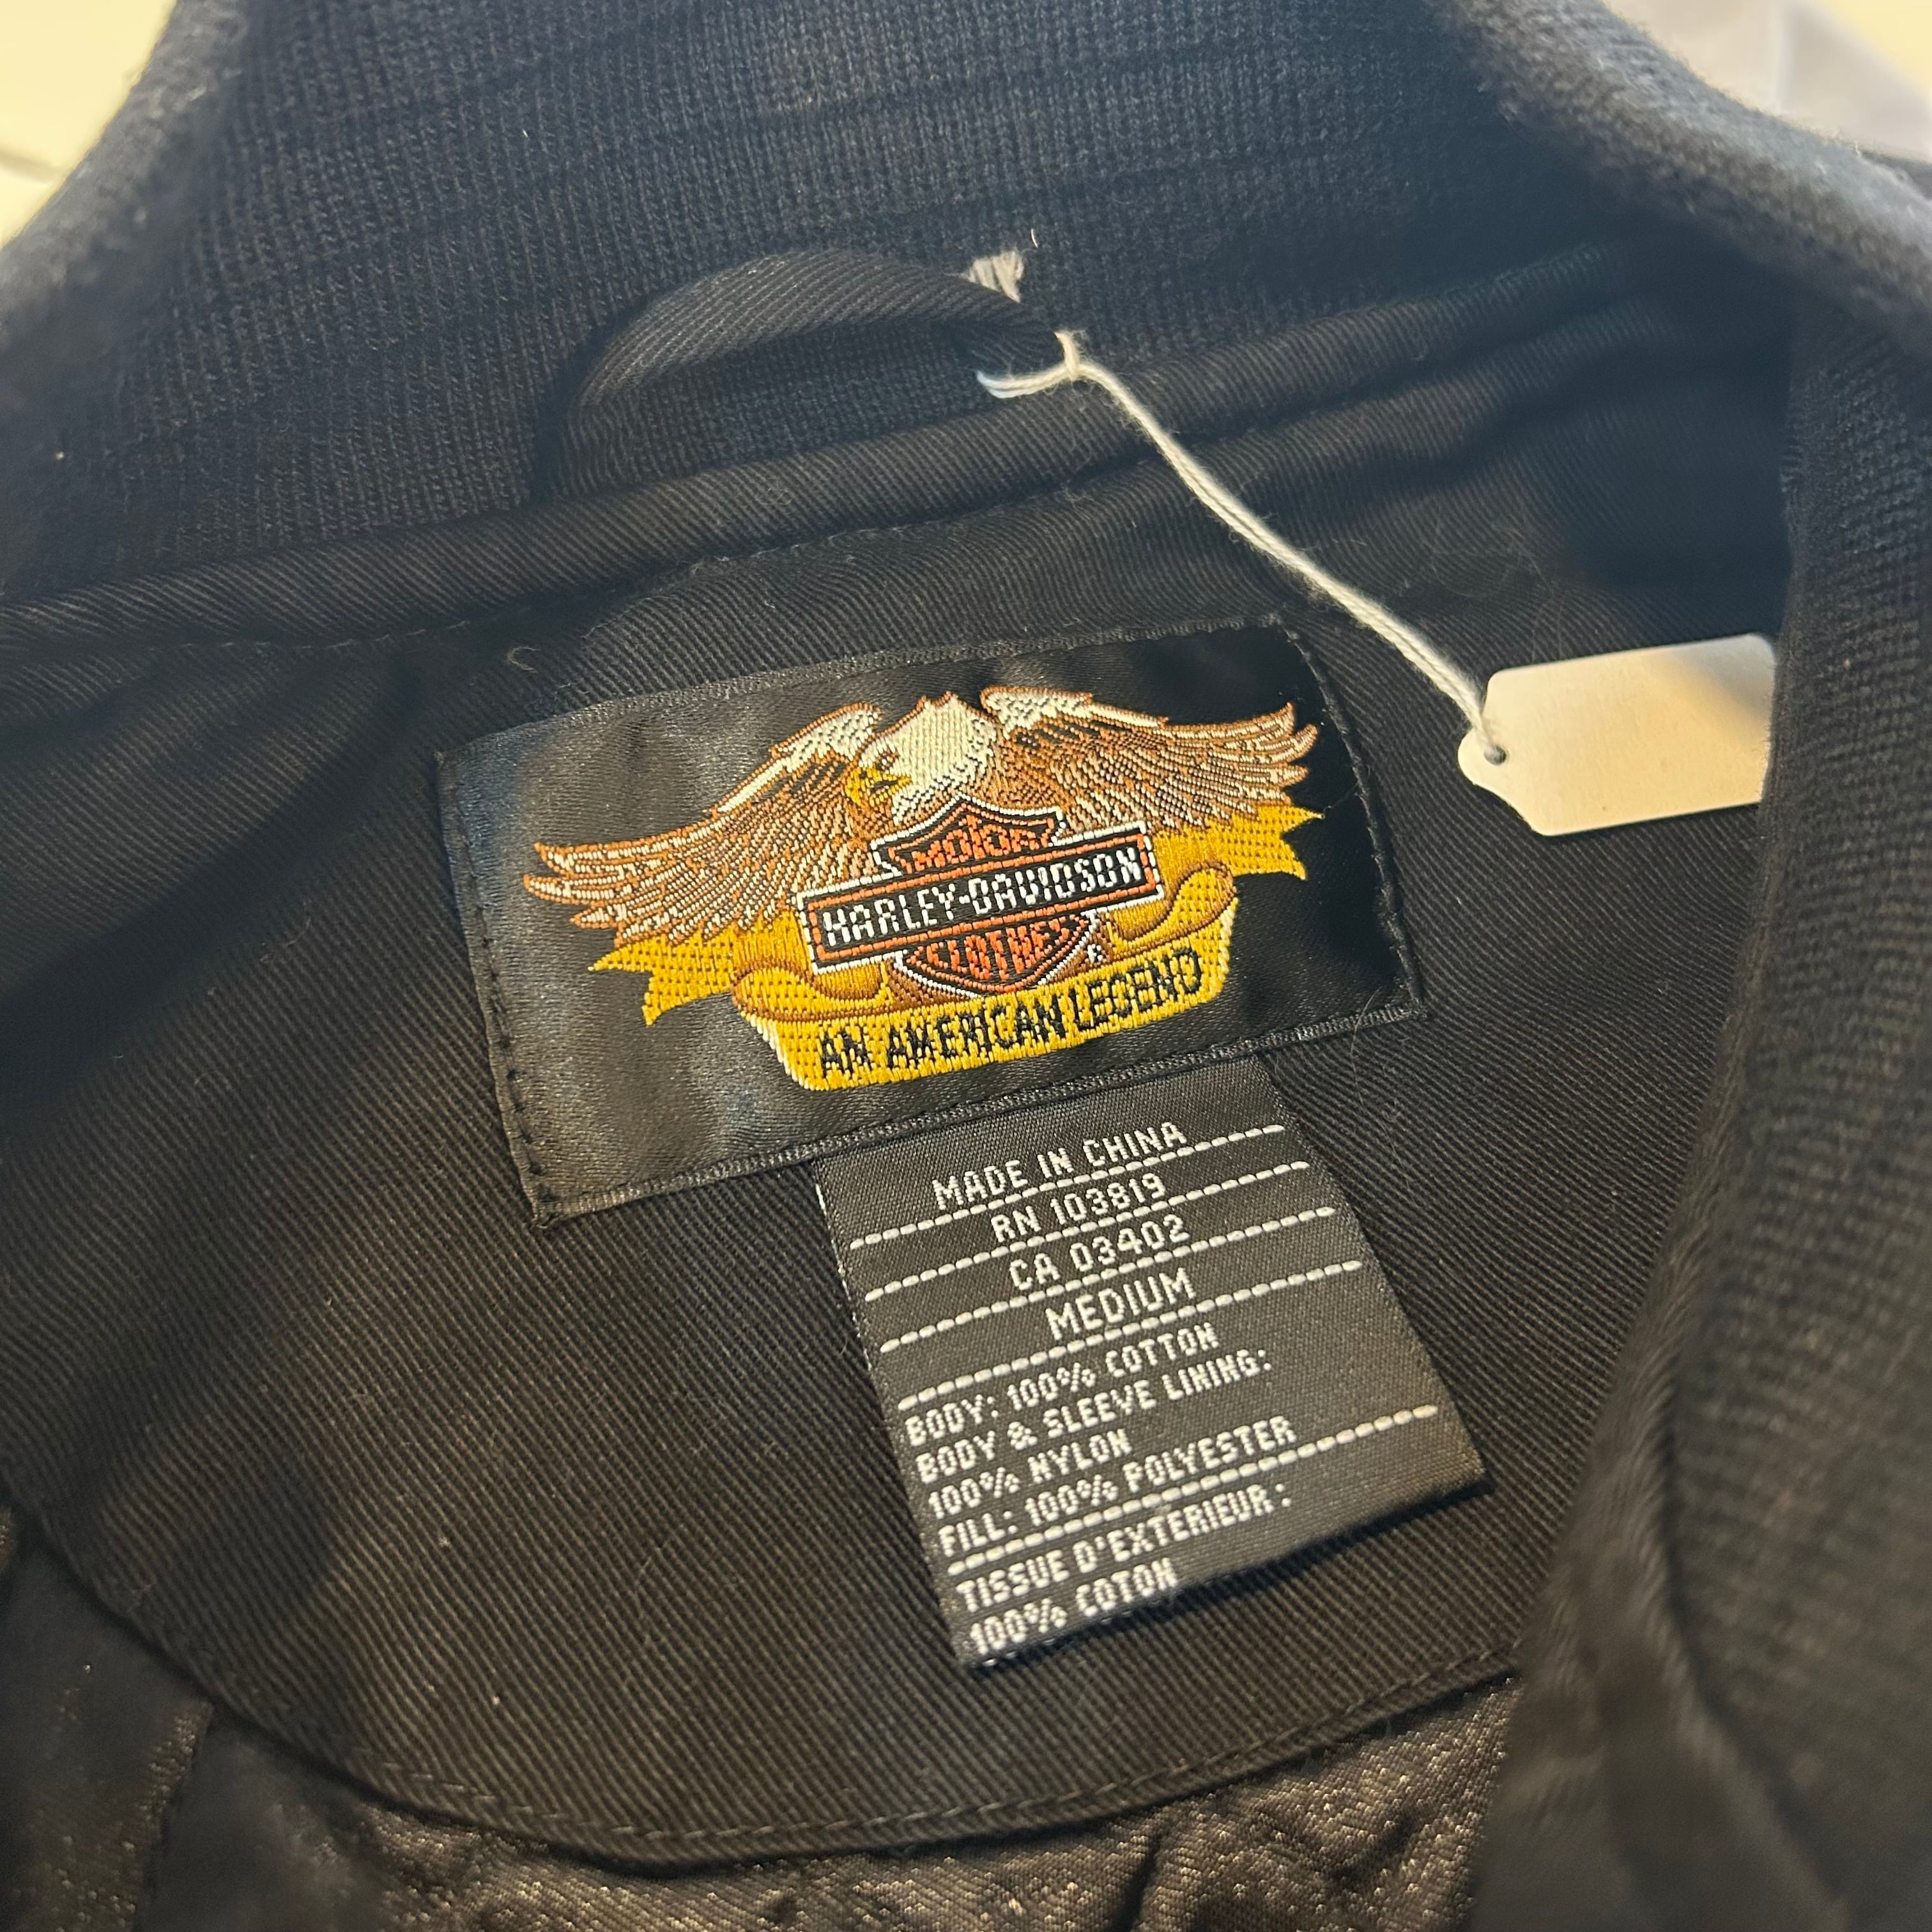 MOTOR
HARLEY-DAVIDSON
CLOTHES
®
AN AMERICAN LEGEND
MADE IN CHINA
RN 103819
CA 03402
MEDIUM
BODY: 100% COTTON
BODY & SLEEVE LINING:
100% NYLON
FILL: 100% POLYESTER
TISSUE D'EXTERIEUR:
100% COTON